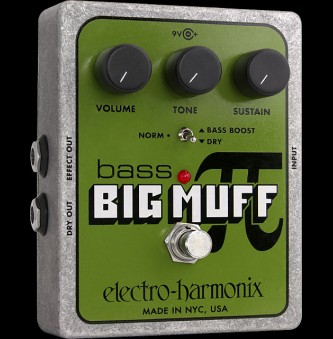 9V
VOLUME
TONE
SUSTAIN
NORM
BASS BOOST
DRY
EFFECT OUT
INPUT
DRY OUT
bass
BIG MUFF
π
electro-harmonix
MADE IN NYC, USA